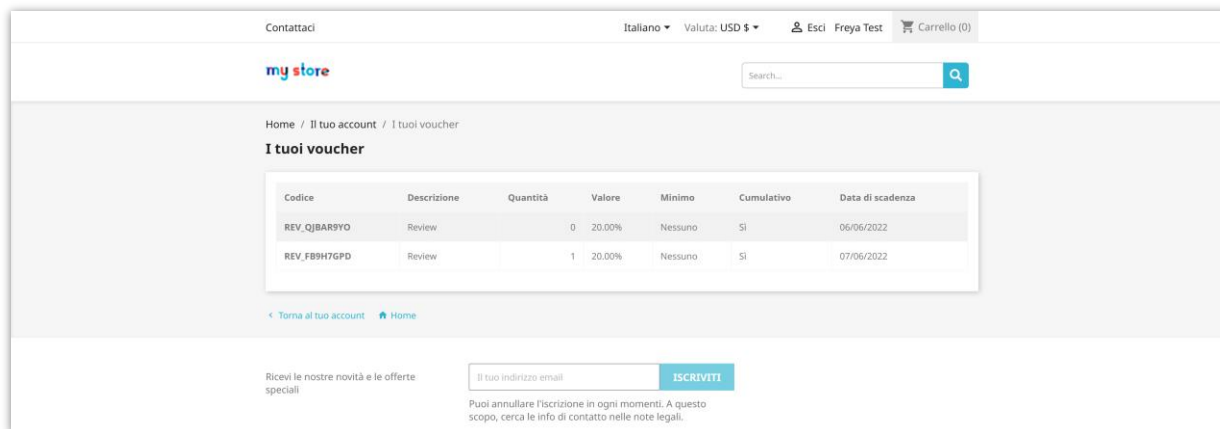 Contattaci Italiano Valuta: USD $ Esci Freya Test Carrello (0)
my store Search...
Home / Il tuo account / I tuoi voucher
I tuoi voucher
Codice Descrizione Quantità Valore Minimo Cumulativo Data di scadenza
REV_QJBAR9YO Review 0 20.00% Nessuno Sì 06/06/2022
REV_FB9H7GPD Review 1 20.00% Nessuno Sì 07/06/2022
Torna al tuo account Home
Ricevi le nostre novità e le offerte
speciali
Il tuo indirizzo email ISCRIVITI
Puoi annullare l'iscrizione in ogni momenti. A questo
scopo, cerca le info di contatto nelle note legali.